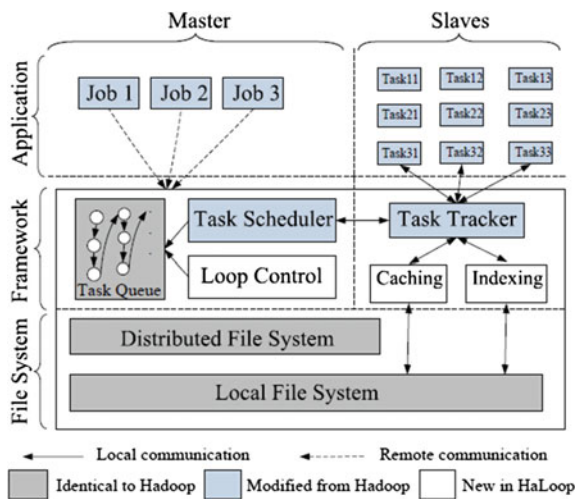 Master
Slaves
Application
Job 1
Job 2
Job 3
Task11
Task12
Task13
Task21
Task22
Task23
Task31
Task32
Task33
Framework
Task Queue
Task Scheduler
Task Tracker
Loop Control
Caching
Indexing
File System
Distributed File System
Local File System
Local communication
Remote communication
Identical to Hadoop
Modified from Hadoop
New in HaLoop